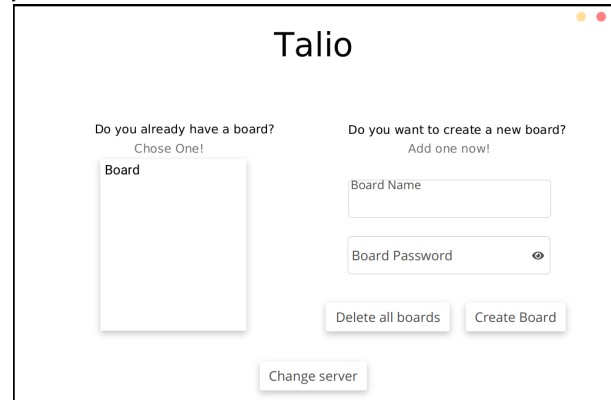 Talio
Do you already have a board?
Chose One!
Board
Do you want to create a new board?
Add one now!
Board Name
Board Password
Delete all boards
Create Board
Change server